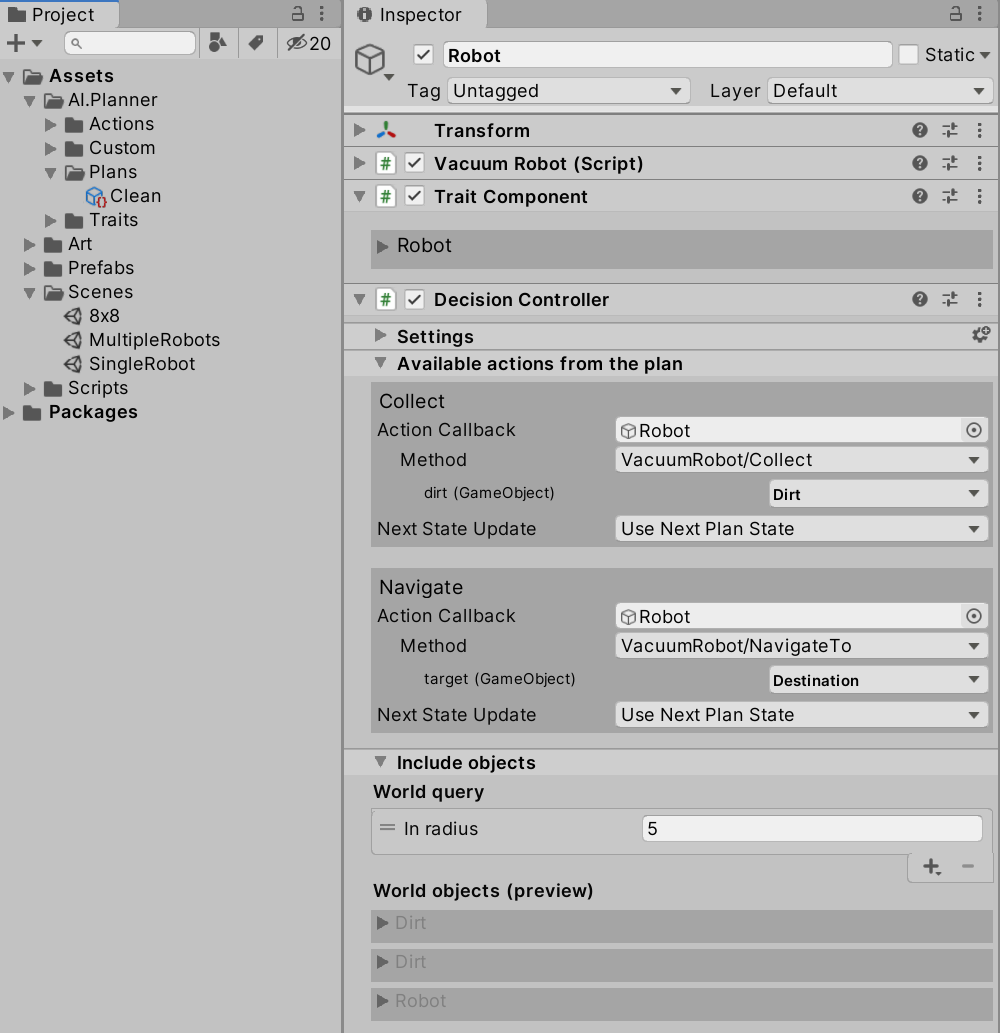 Project
20
Assets
AI.Planner
Actions
Custom
Plans
Clean
Traits
Art
Prefabs
Scenes
8x8
MultipleRobots
SingleRobot
Scripts
Packages
Inspector
Robot
Static
Tag Untagged Layer Default
Transform
# Vacuum Robot (Script)
# Trait Component
Robot
# Decision Controller
Settings
Available actions from the plan
Collect
Action Callback Robot
Method VacuumRobot/Collect
dirt (GameObject) Dirt
Next State Update Use Next Plan State
Navigate
Action Callback Robot
Method VacuumRobot/NavigateTo
target (GameObject) Destination
Next State Update Use Next Plan State
Include objects
World query
In radius 5
World objects (preview)
Dirt
Dirt
Robot